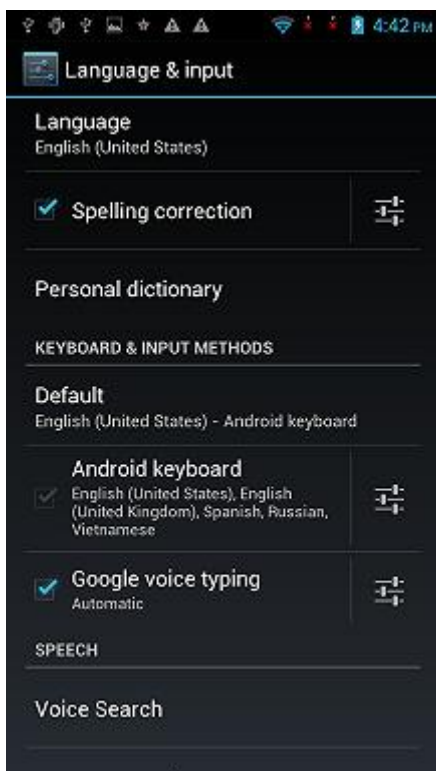 4:42 PM
Language & input
Language
English (United States)
Spelling correction
Personal dictionary
KEYBOARD & INPUT METHODS
Default
English (United States) - Android keyboard
Android keyboard
English (United States), English
(United Kingdom), Spanish, Russian,
Vietnamese
Google voice typing
Automatic
SPEECH
Voice Search